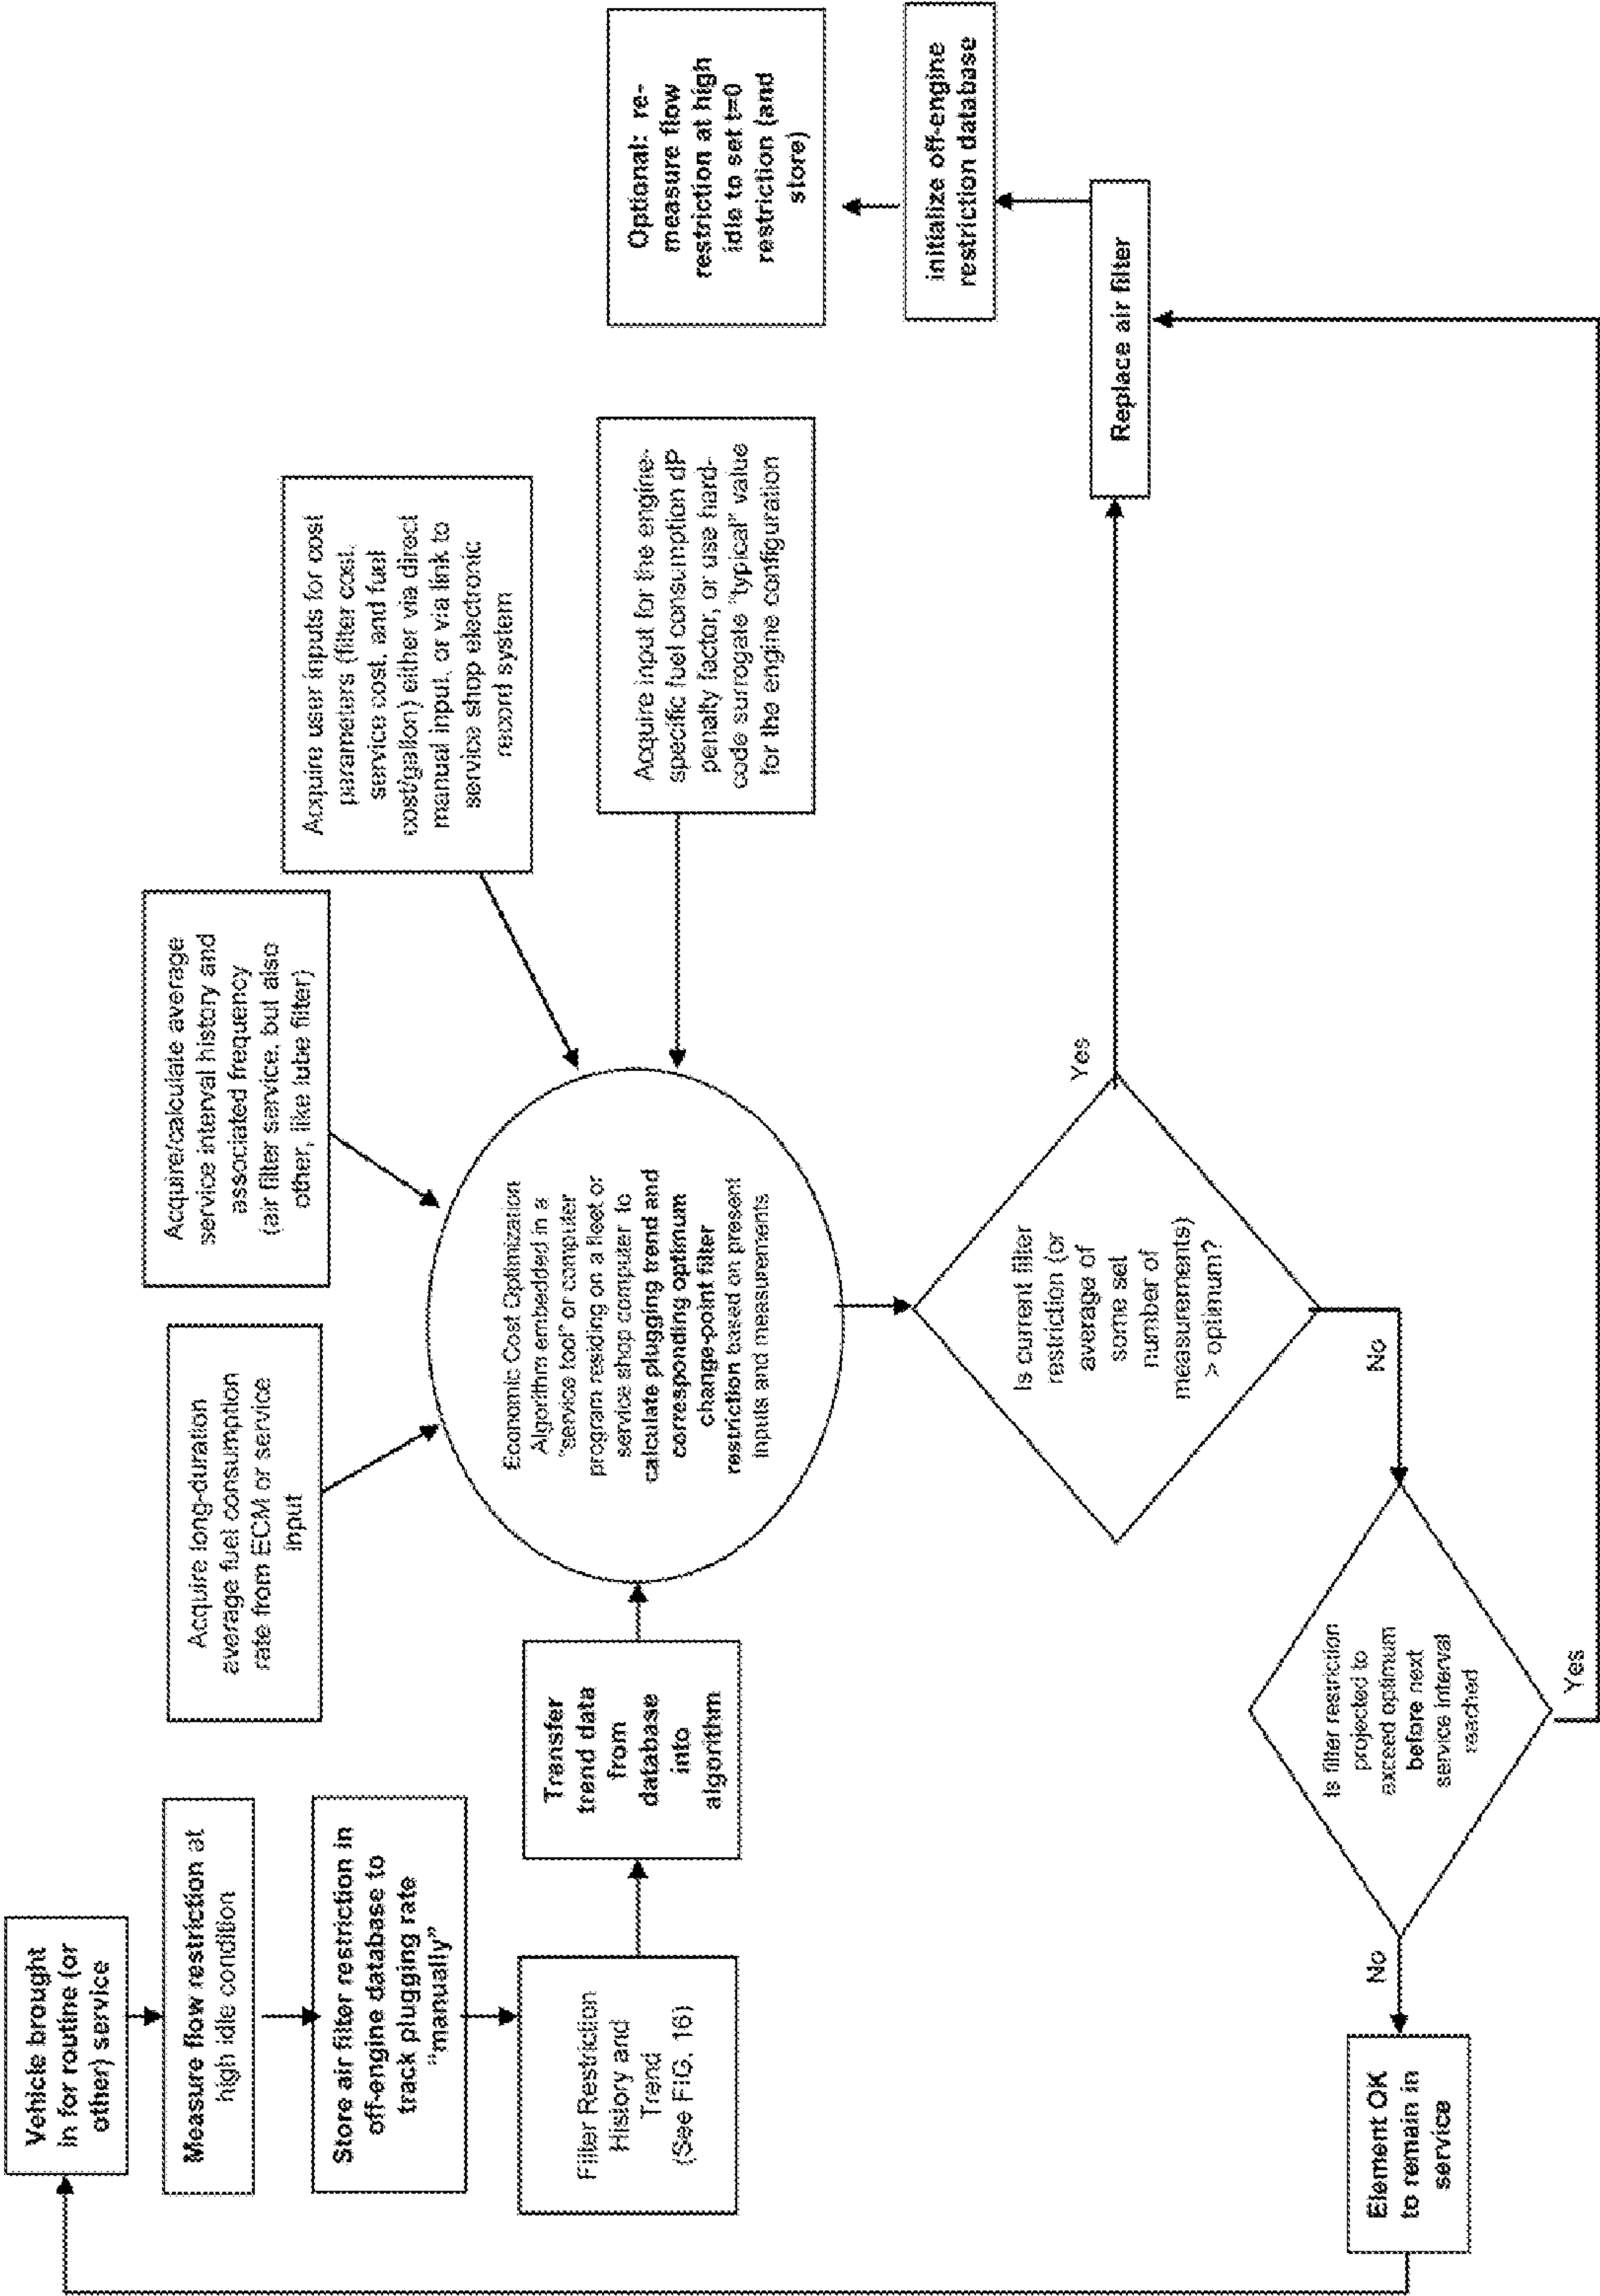 Vehicle brought
in for routine (or
other) service
Measure flow restriction at
high idle condition
Store air filter restriction in
off-engine database to
track plugging rate
"manually"
Filter Restriction
History and
Trend
(See FIG. 16)
Transfer
trend data
from
database
into
algorithm
Acquire long-duration
average fuel consumption
rate from ECM or service
input
Acquire/calculate average
service interval history and
associated frequency
(air filter service, but also
other, like lube filter)
Acquire user inputs for cost
parameters (filter cost,
service cost, and fuel
cost/gallon) either via direct
manual input, or via link to
service shop electronic
record system
Acquire input for the engine-
specific fuel consumption dP
penalty factor, or use hard-
code surrogate "typical" value
for the engine configuration
Economic Cost Optimization
Algorithm embedded in a
"service tool" or computer
program residing on a fleet or
service shop computer to
calculate plugging trend and
corresponding optimum
change-point filter
restriction based on present
inputs and measurements
Is current filter
restriction (or
average of
some set
number of
measurements)
> optimum?
Yes
No
Is filter restriction
projected to
exceed optimum
before next
service interval
reached
Yes
No
Element OK
to remain in
service
Replace air filter
initialize off-engine
restriction database
Optional: re-
measure flow
restriction at high
idle to set t=0
restriction (and
store)